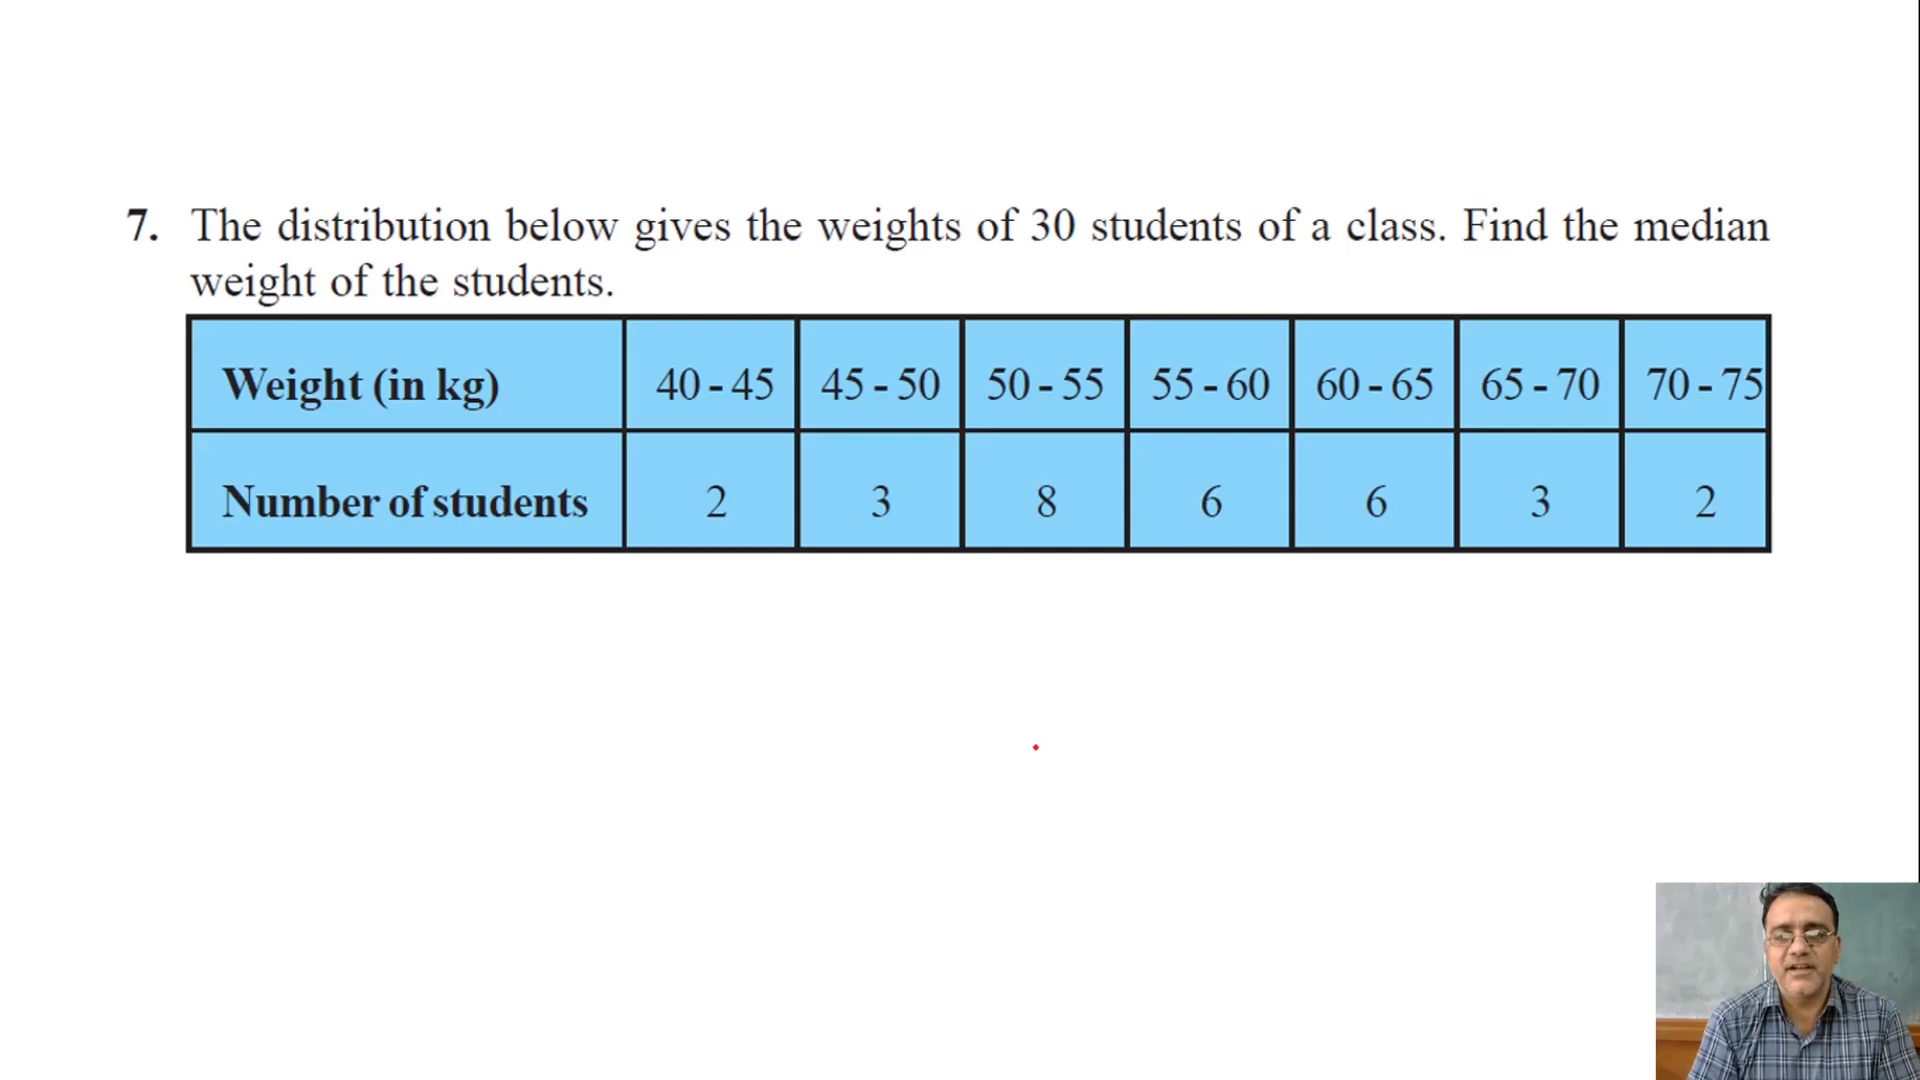 7. The distribution below gives the weights of 30 students of a class. Find the median
weight of the students.
Weight (in kg) 40 - 45 45 - 50 50 - 55 55 - 60 60 - 65 65 - 70 70 - 75
Number of students 2 3 8 6 6 3 2